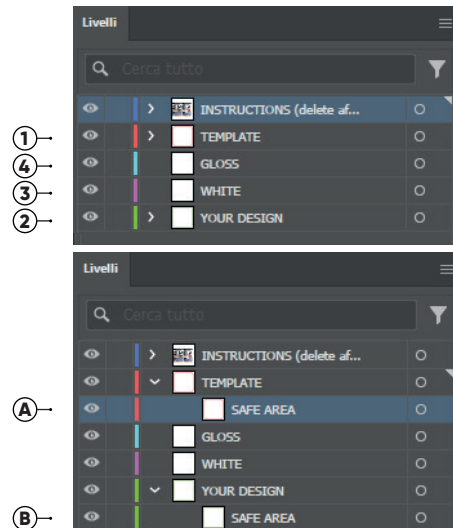 Livelli
Cerca tutto
INSTRUCTIONS (delete af...
1 TEMPLATE
4 GLOSS
3 WHITE
2 YOUR DESIGN
Livelli
Cerca tutto
INSTRUCTIONS (delete af...
TEMPLATE
A SAFE AREA
GLOSS
WHITE
YOUR DESIGN
B SAFE AREA